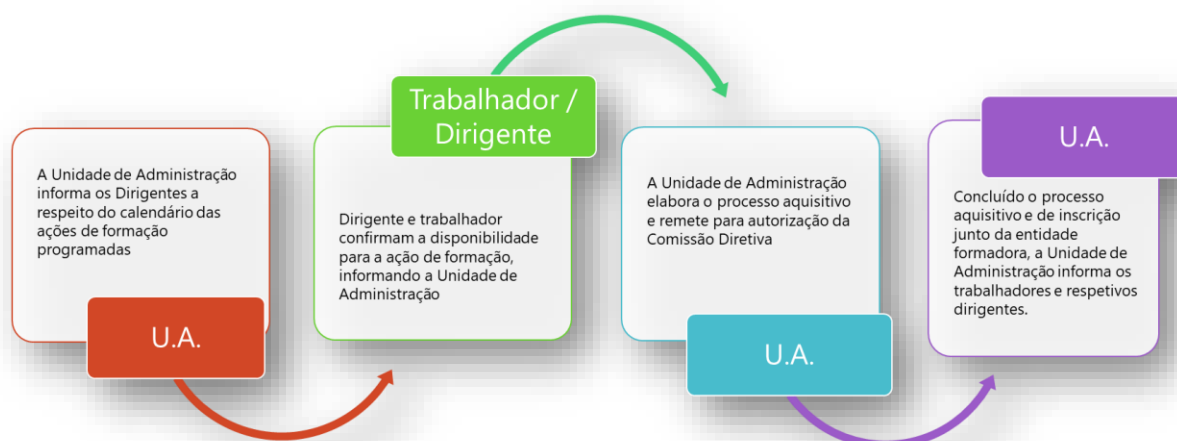 A Unidade de Administração
informa os Dirigentes a
respeito do calendário das
ações de formação
programadas
U.A.
Trabalhador /
Dirigente
Dirigente e trabalhador
confirmam a disponibilidade
para a ação de formação,
informando a Unidade de
Administração
A Unidade de Administração
elabora o processo aquisitivo
e remete para autorização da
Comissão Diretiva
U.A.
U.A.
Concluído o processo
aquisitivo e de inscrição
junto da entidade
formadora, a Unidade de
Administração informa os
trabalhadores e respetivos
dirigentes.